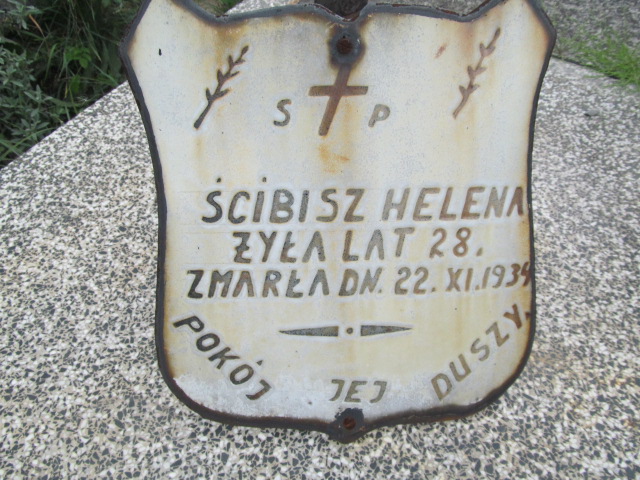 S P
ŚCIBISZ HELENA
ŻYŁA LAT 28.
ZMARŁA DN. 22. XI. 1934
POKÓJ JEJ DUSZY.